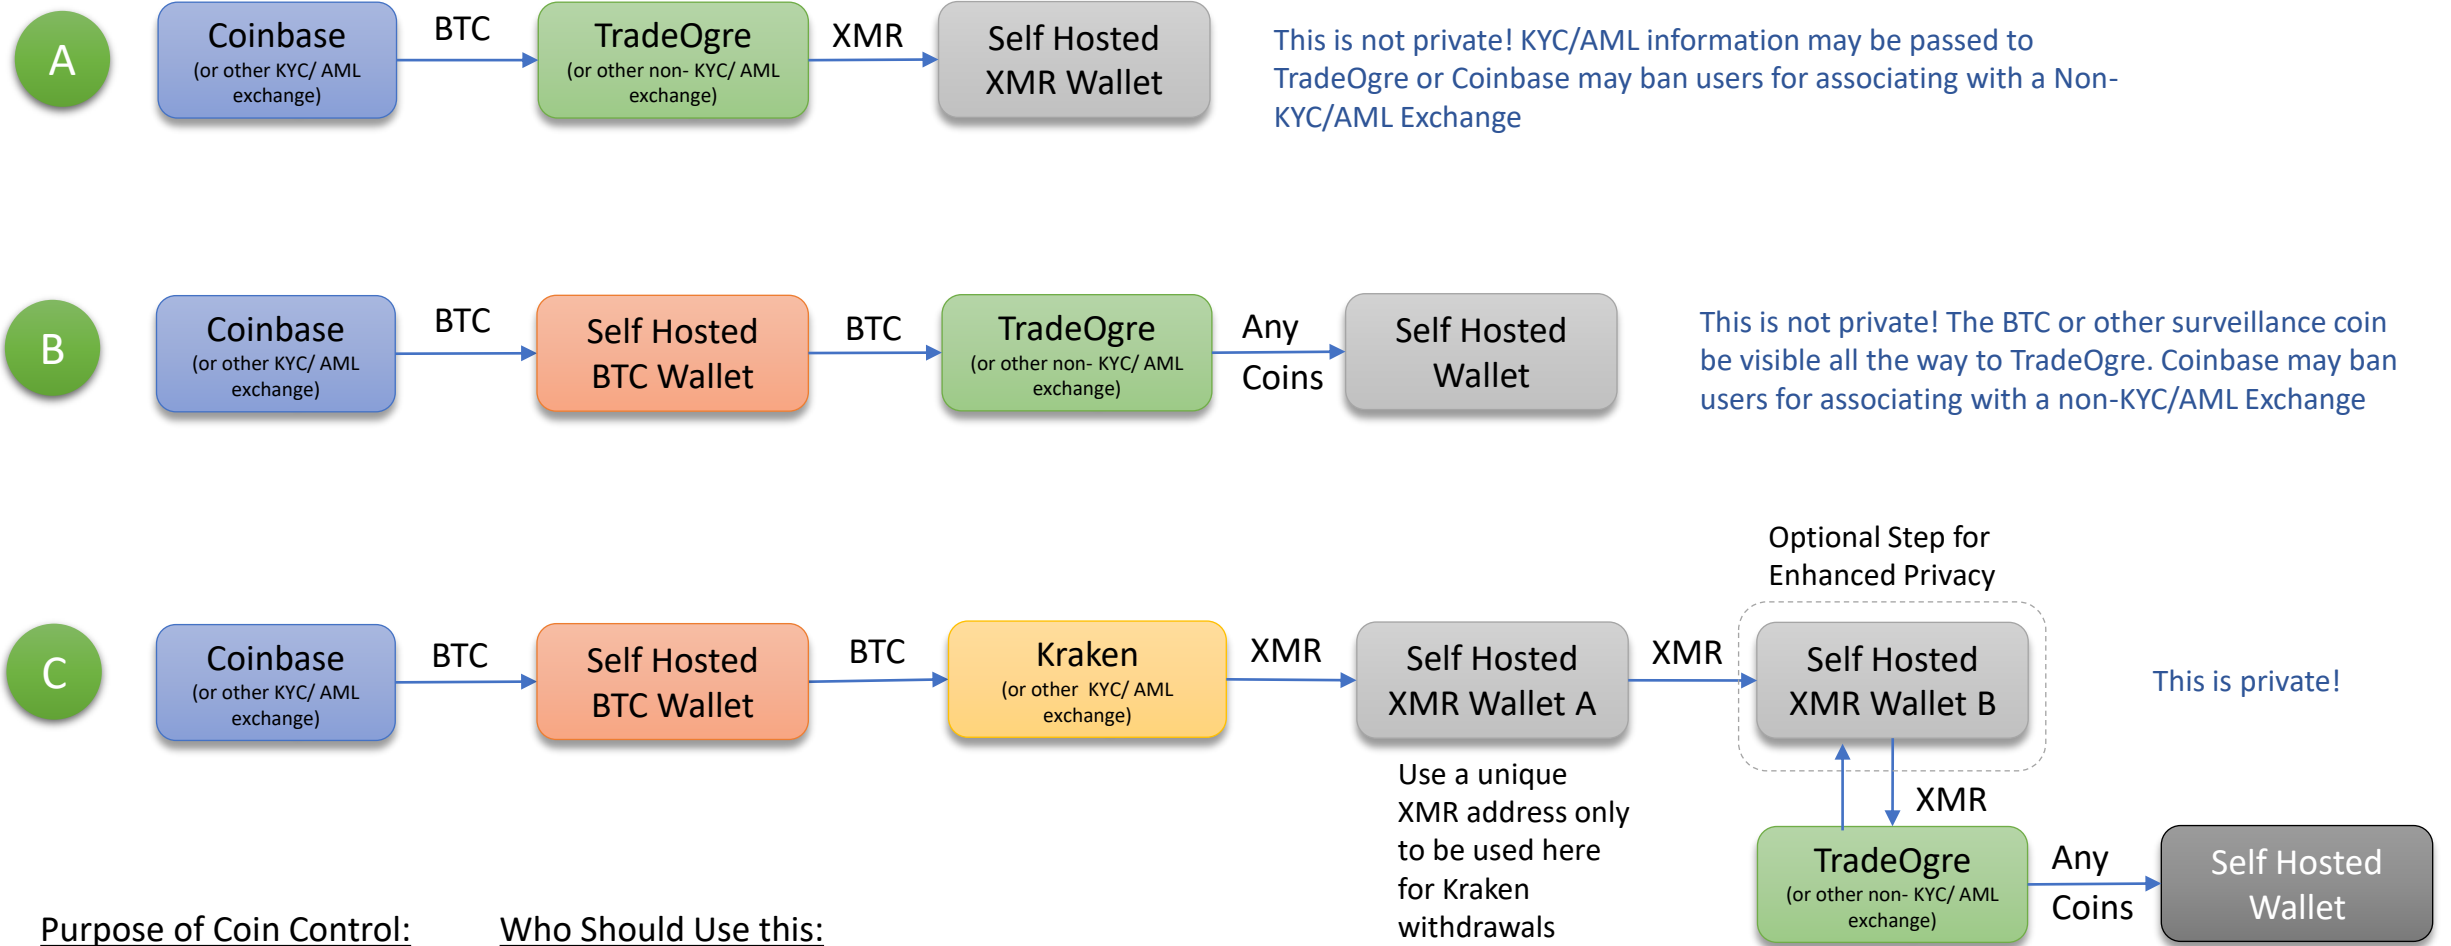 A
Coinbase
(or other KYC/ AML
exchange)
BTC
TradeOgre
(or other non- KYC/ AML
exchange)
XMR
Self Hosted
XMR Wallet
This is not private! KYC/AML information may be passed to
TradeOgre or Coinbase may ban users for associating with a Non-
KYC/AML Exchange
B
Coinbase
(or other KYC/ AML
exchange)
BTC
Self Hosted
BTC Wallet
BTC
TradeOgre
(or other non- KYC/ AML
exchange)
Any
Coins
Self Hosted
Wallet
This is not private! The BTC or other surveillance coin
be visible all the way to TradeOgre. Coinbase may ban
users for associating with a non-KYC/AML Exchange
C
Coinbase
(or other KYC/ AML
exchange)
BTC
Self Hosted
BTC Wallet
BTC
Kraken
(or other  KYC/ AML
exchange)
XMR
Self Hosted
XMR Wallet A
Use a unique
XMR address only
to be used here
for Kraken
withdrawals
XMR
Optional Step for
Enhanced Privacy
Self Hosted
XMR Wallet B
This is private!
XMR
TradeOgre
(or other non- KYC/ AML
exchange)
Any
Coins
Self Hosted
Wallet
Purpose of Coin Control:
Who Should Use this: